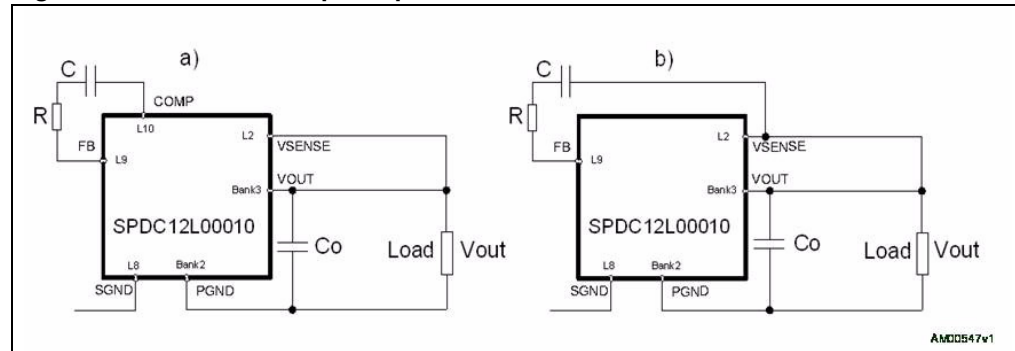 a)
C
COMP
R
L10
FB
L9
L2
VSENSE
VOUT
Bank3
SPDC12L00010
Co
Load
Vout
L8
Bank2
SGND
PGND
b)
C
R
FB
L9
L2
VSENSE
VOUT
Bank3
SPDC12L00010
Co
Load
Vout
L8
Bank2
SGND
PGND
AM00547v1